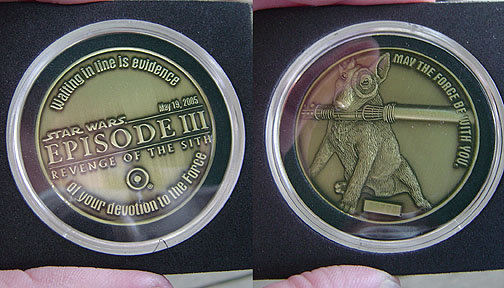 Waiting in line is evidence
May 19, 2005
STAR WARS
EPISODE III
REVENGE OF THE SITH
®
of your devotion to the Force
MAY THE FORCE BE WITH YOU.